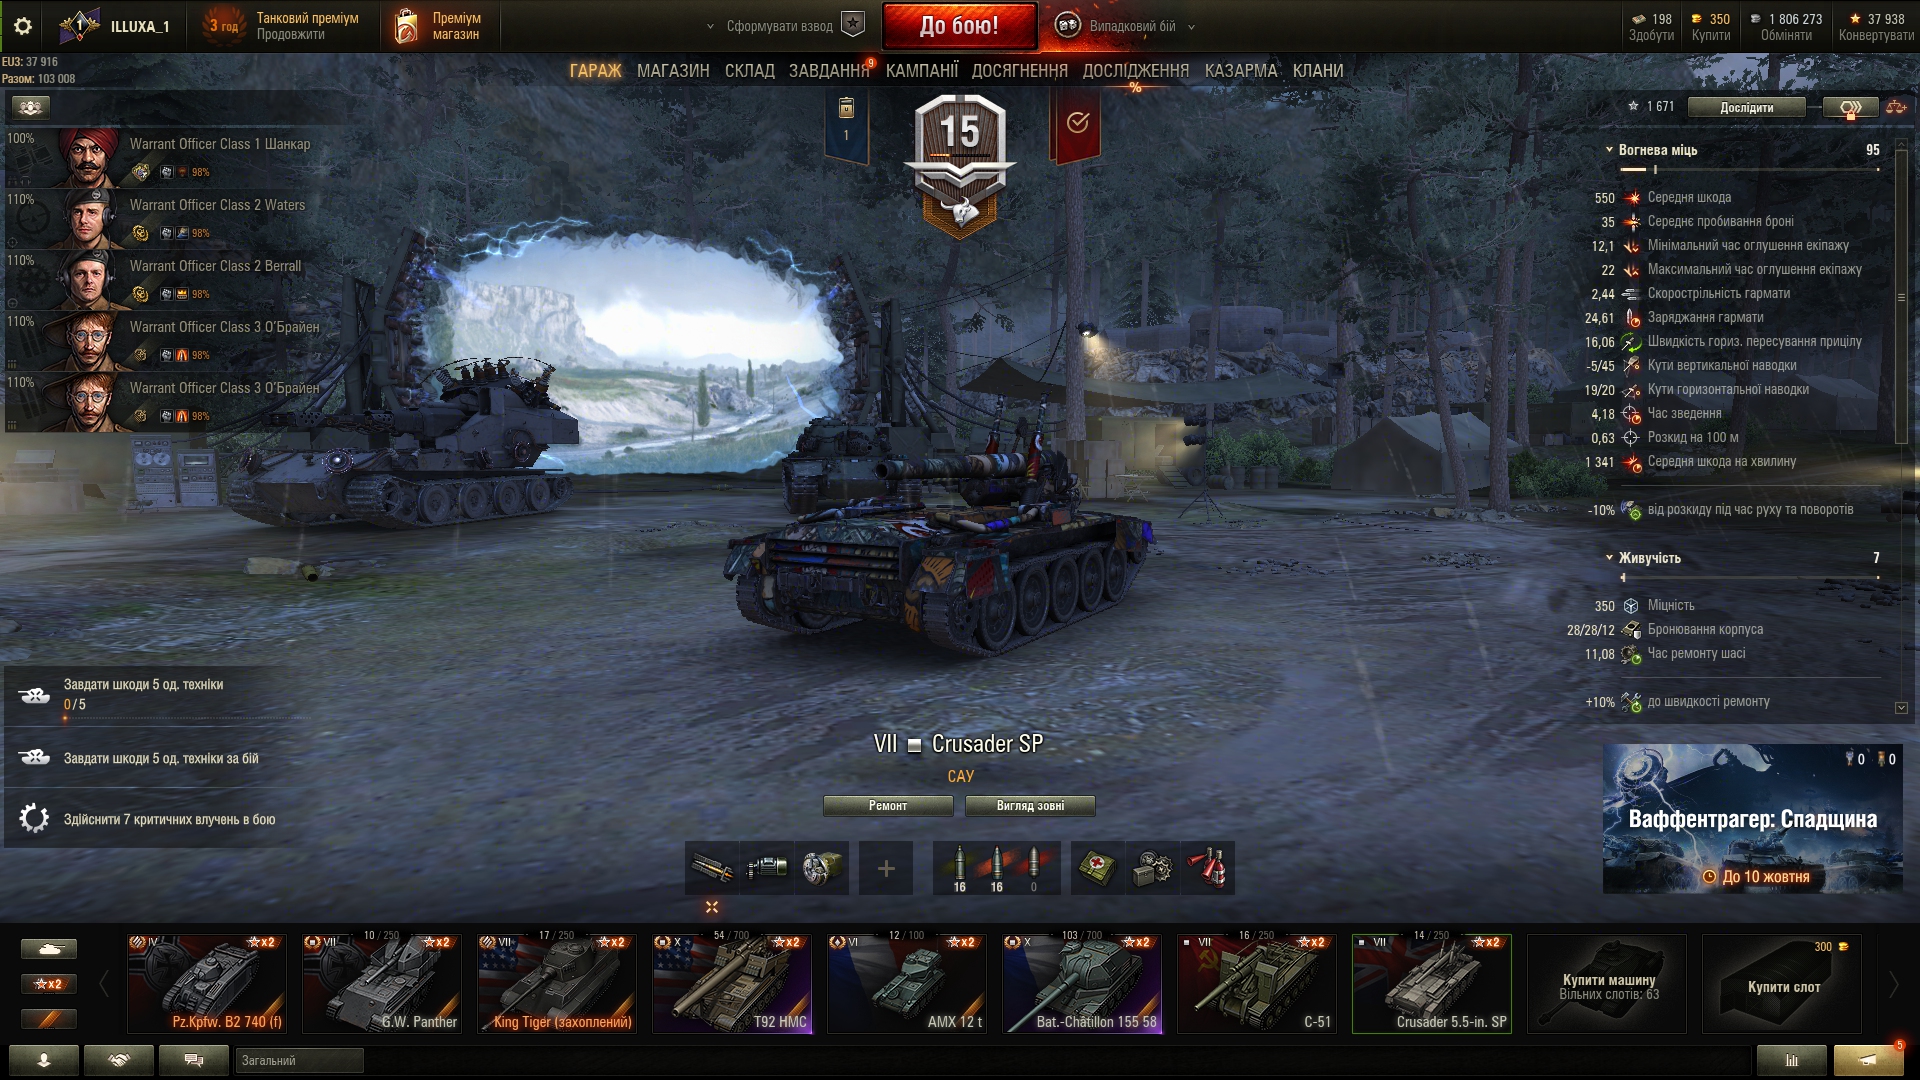 1
ILLUXA_1
3 год
Танковий преміум
Продовжити
Преміум магазин
Сформувати взвод
До бою!
Випадковий бій
198
Здобути
350
Купити
1 806 273
Обміняти
37 938
Конвертувати
EU3: 37 916
Разом: 103 008
ГАРАЖ МАГАЗИН СКЛАД ЗАВДАННЯ 9 КАМПАНІЇ ДОСЯГНЕННЯ ДОСЛІДЖЕННЯ % КАЗАРМА КЛАНИ
1
15
100%
Warrant Officer Class 1 Шанкар
98%
110%
Warrant Officer Class 2 Waters
98%
110%
Warrant Officer Class 2 Berrall
98%
110%
Warrant Officer Class 3 О'Брайен
98%
110%
Warrant Officer Class 3 О'Брайен
98%
1 671
Дослідити
Вогнева міць 95
550 Середня шкода
35 Середнє пробивання броні
12,1 Мінімальний час оглушення екіпажу
22 Максимальний час оглушення екіпажу
2,44 Скорострільність гармати
24,61 Заряджання гармати
16,06 Швидкість гориз. пересування прицілу
-5/45 Кути вертикальної наводки
19/20 Кути горизонтальної наводки
4,18 Час зведення
0,63 Розкид на 100 м
1 341 Середня шкода на хвилину
-10% від розкиду під час руху та поворотів
Живучість 7
350 Міцність
28/28/12 Бронювання корпуса
11,08 Час ремонту шасі
+10% до швидкості ремонту
Завдати шкоди 5 од. техніки
0/5
Завдати шкоди 5 од. техніки за бій
Здійснити 7 критичних влучень в бою
VII Crusader SP
САУ
Ремонт
Вигляд зовні
16 16 0
0 0
Ваффентрагер: Спадщина
До 10 жовтня
x2
IV x2
Pz.Kpfw. B2 740 (f)
10 / 250
VII x2
G.W. Panther
17 / 250
VII x2
King Tiger (захоплений)
54 / 700
X x2
T92 HMC
12 / 100
VI x2
AMX 12 t
103 / 700
X x2
Bat.-Châtillon 155 58
16 / 250
VII x2
С-51
14 / 250
VII x2
Crusader 5.5-in. SP
Купити машину
Вільних слотів: 63
300
Купити слот
Загальний
5